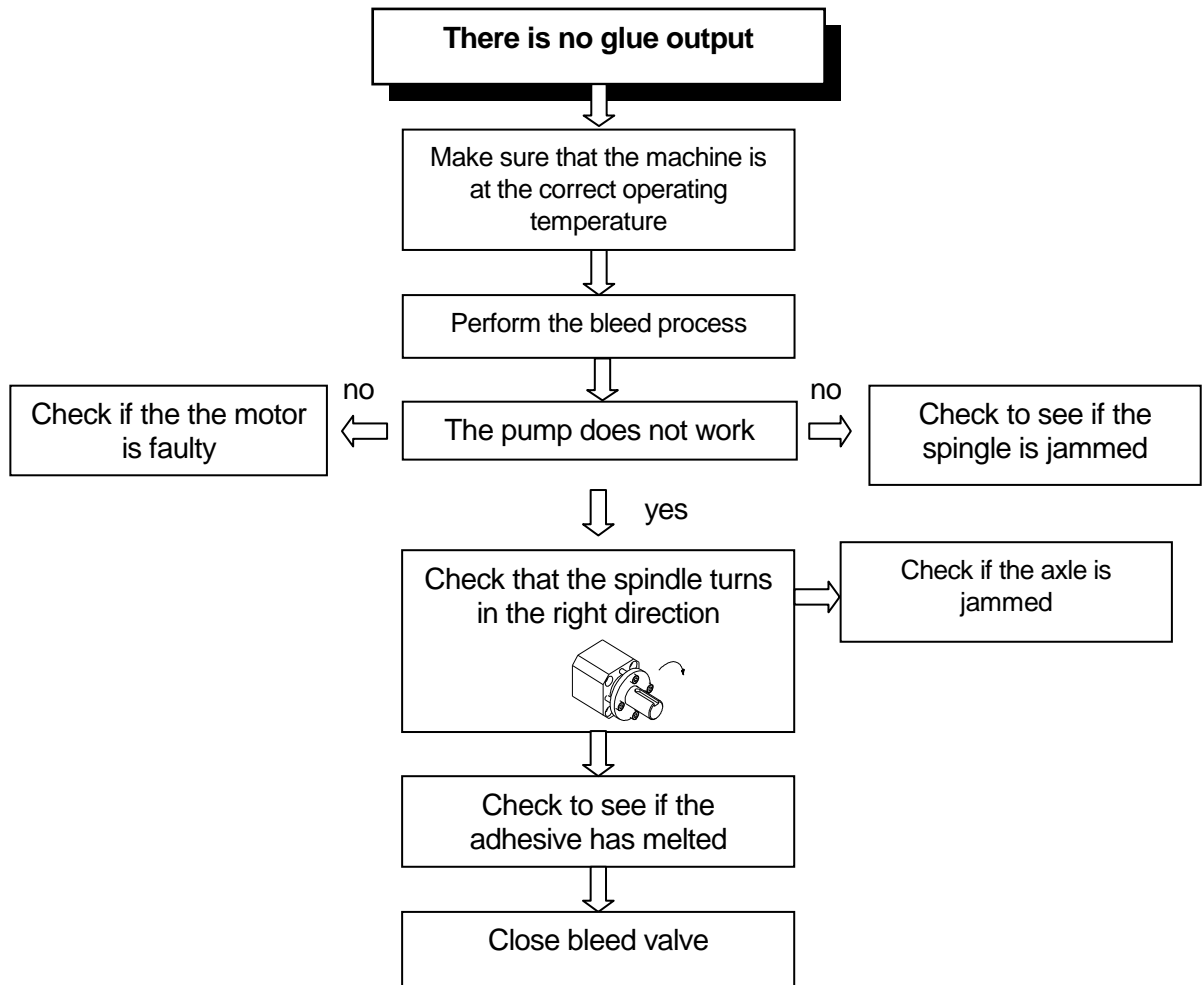 There is no glue output
Make sure that the machine is
at the correct operating
temperature
Perform the bleed process
no
no
Check if the the motor
is faulty
The pump does not work
Check to see if the
spingle is jammed
yes
Check that the spindle turns
in the right direction
Check if the axle is
jammed
Check to see if the
adhesive has melted
Close bleed valve